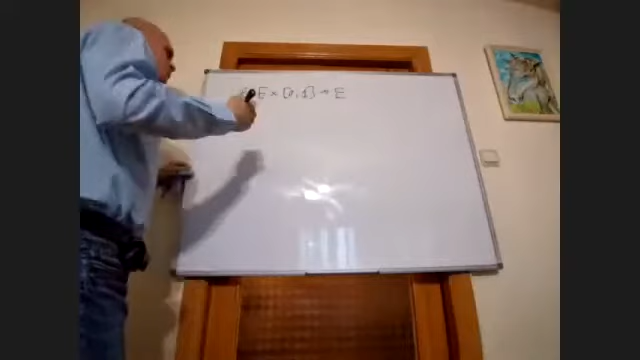 E × [0,1] → E